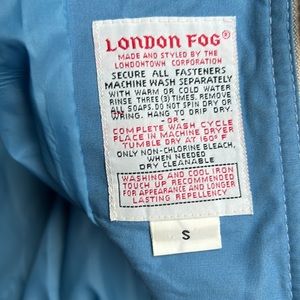 LONDON FOG®
MADE AND STYLED BY THE
LONDONTOWN CORPORATION
SECURE ALL FASTENERS
MACHINE WASH SEPARATELY
WITH WARM OR COLD WATER
RINSE THREE (3) TIMES. REMOVE
ALL SOAPS. DO NOT SPIN DRY OR
WRING. HANG TO DRIP DRY.
-OR-
COMPLETE WASH CYCLE
PLACE IN MACHINE DRYER
TUMBLE DRY AT 160° F
ONLY NON-CHLORINE BLEACH,
WHEN NEEDED
DRY CLEANABLE
WASHING AND COOL IRON
TOUCH UP RECOMMENDED
FOR APPEARANCE AND LONGER
LASTING REPELLENCY
S